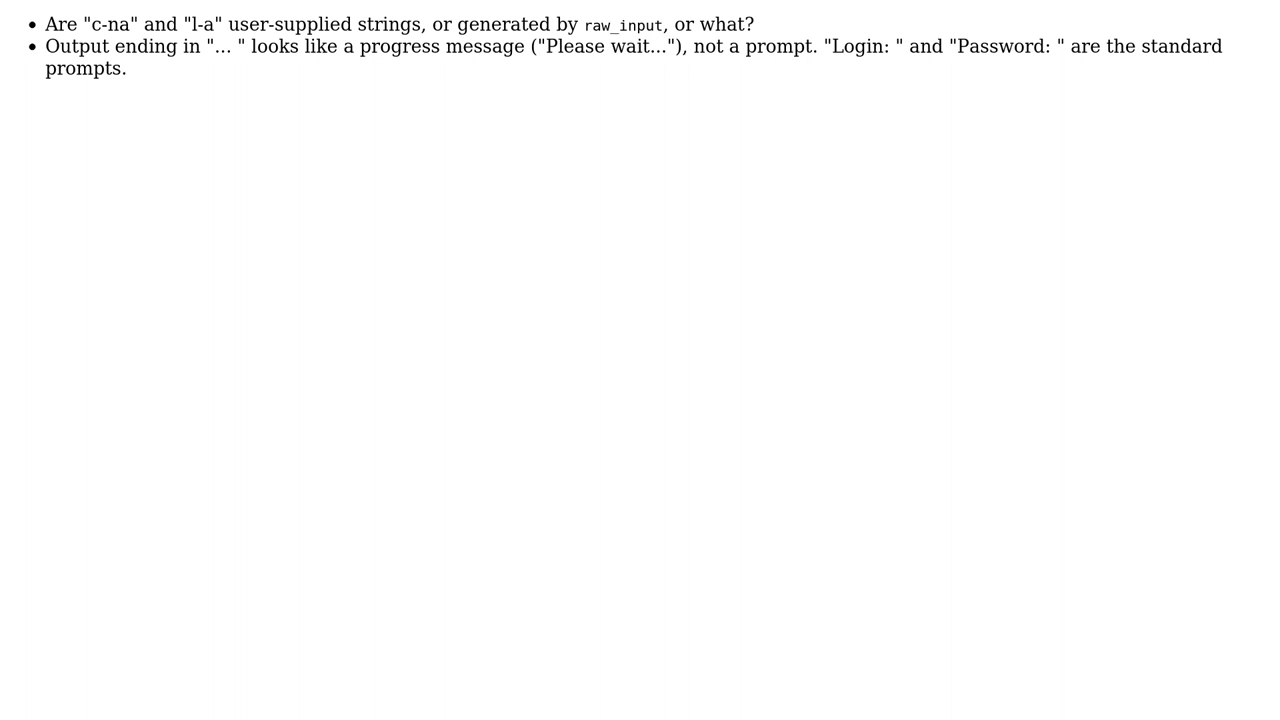 • Are "c-na" and "l-a" user-supplied strings, or generated by raw_input, or what?
• Output ending in "... " looks like a progress message ("Please wait..."), not a prompt. "Login: " and "Password: " are the standard
prompts.